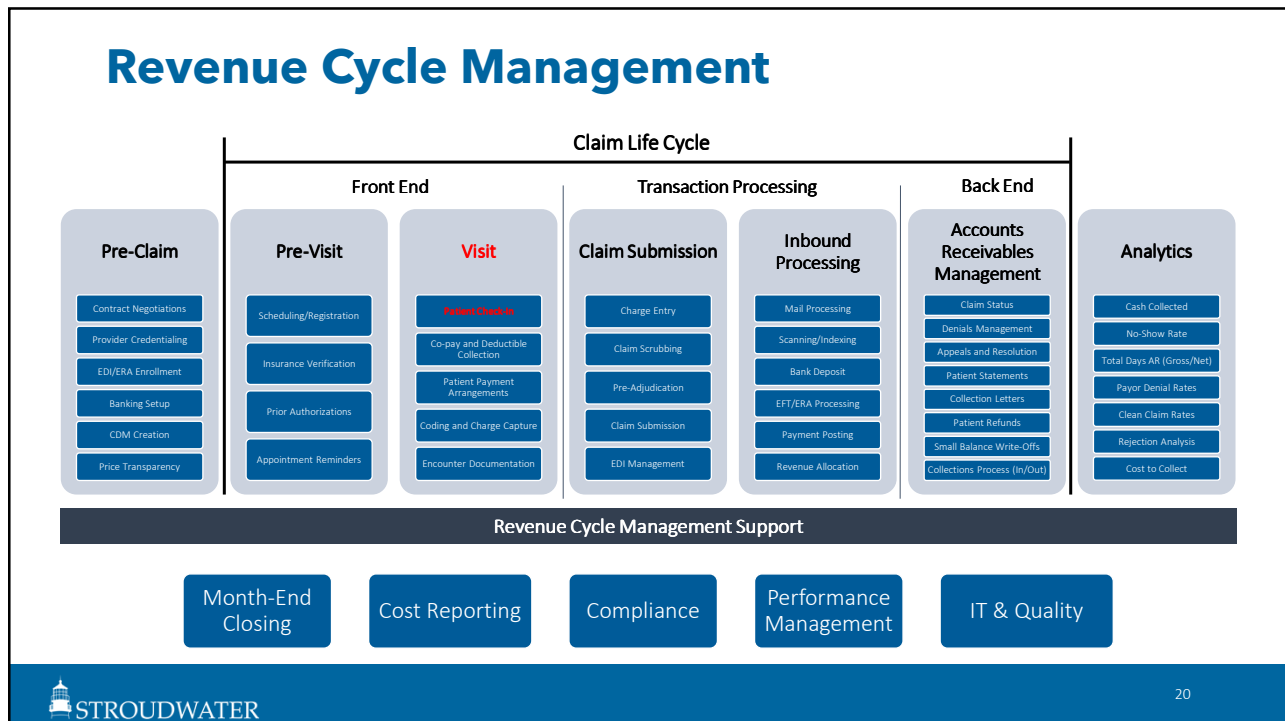 Revenue Cycle Management
Claim Life Cycle
Front End
Transaction Processing
Back End
Pre-Claim
Contract Negotiations
Provider Credentialing
EDI/ERA Enrollment
Banking Setup
CDM Creation
Price Transparency
Pre-Visit
Scheduling/Registration
Insurance Verification
Prior Authorizations
Appointment Reminders
Visit
Patient Check-In
Co-pay and Deductible
Collection
Patient Payment
Arrangements
Coding and Charge Capture
Encounter Documentation
Claim Submission
Charge Entry
Claim Scrubbing
Pre-Adjudication
Claim Submission
EDI Management
Inbound
Processing
Mail Processing
Scanning/Indexing
Bank Deposit
EFT/ERA Processing
Payment Posting
Revenue Allocation
Accounts
Receivables
Management
Claim Status
Denials Management
Appeals and Resolution
Patient Statements
Collection Letters
Patient Refunds
Small Balance Write-Offs
Collections Process (In/Out)
Analytics
Cash Collected
No-Show Rate
Total Days AR (Gross/Net)
Payor Denial Rates
Clean Claim Rates
Rejection Analysis
Cost to Collect
Revenue Cycle Management Support
Month-End
Closing
Cost Reporting
Compliance
Performance
Management
IT & Quality
STROUDWATER
20